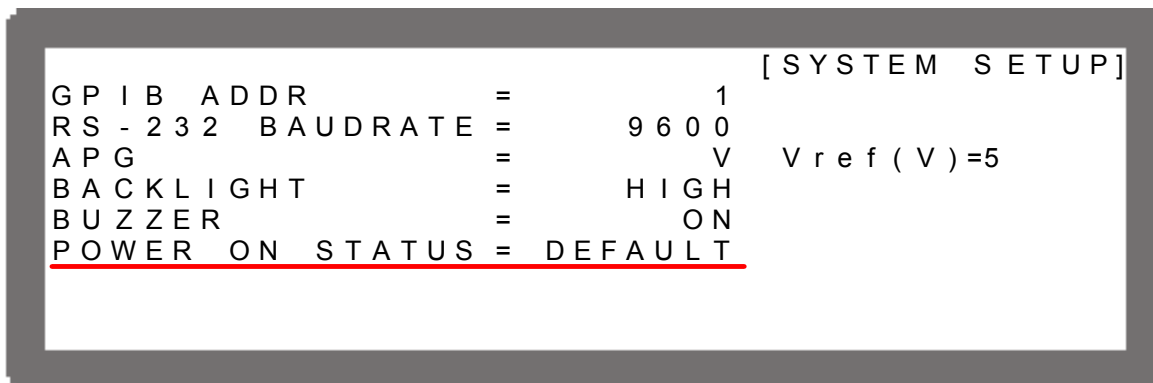 [SYSTEM SETUP]
GPIB ADDR = 1
RS-232 BAUDRATE = 9600
APG = V Vref(V)=5
BACKLIGHT = HIGH
BUZZER = ON
POWER ON STATUS = DEFAULT